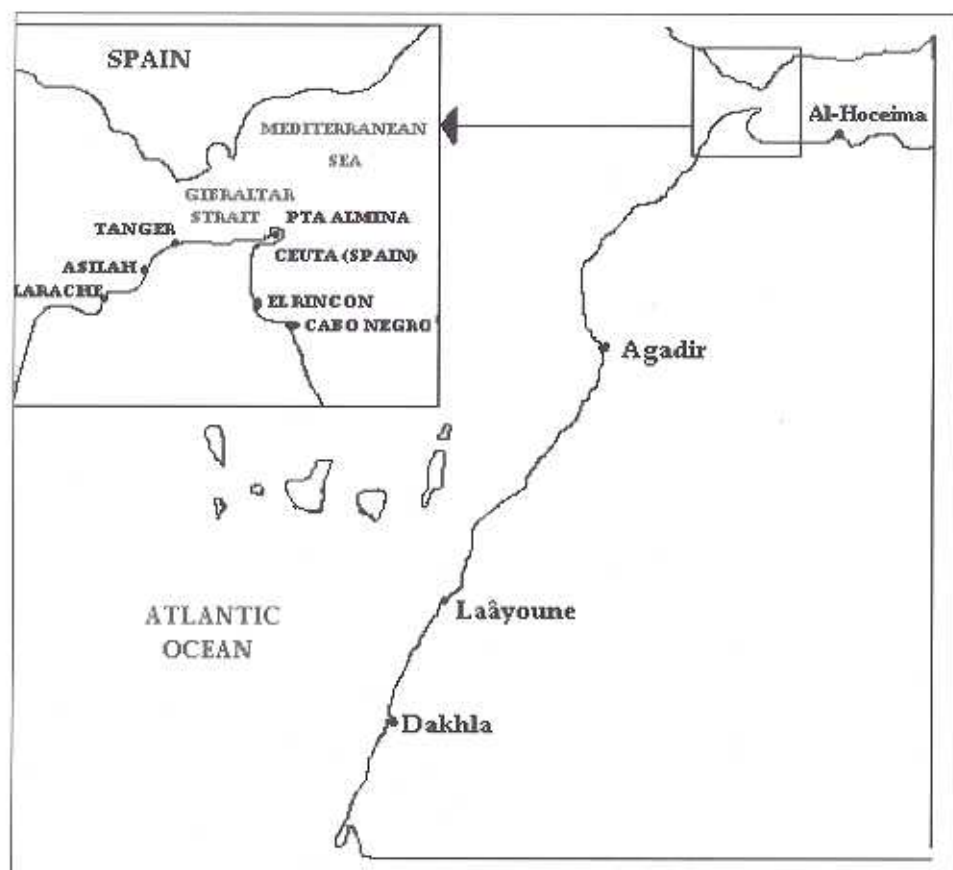 SPAIN
MEDITERRANEAN
SEA
GIBRALTAR
STRAIT
PTA ALMINA
TANGER
CEUTA (SPAIN)
ASILAH
LARACHE
EL RINCON
CABO NEGRO
Al-Hoceima
Agadir
ATLANTIC
OCEAN
Laâyoune
Dakhla